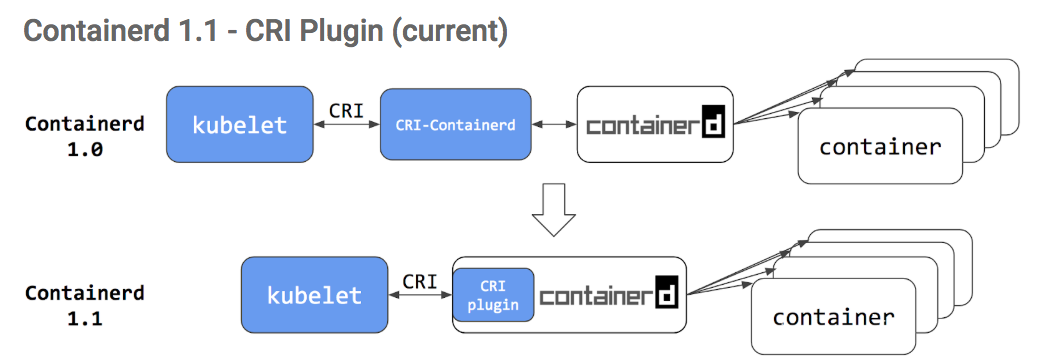 Containerd 1.1 - CRI Plugin (current)
Containerd
1.0
kubelet
CRI
CRI-Containerd
containerd
container
Containerd
1.1
kubelet
CRI
CRI
plugin
containerd
container